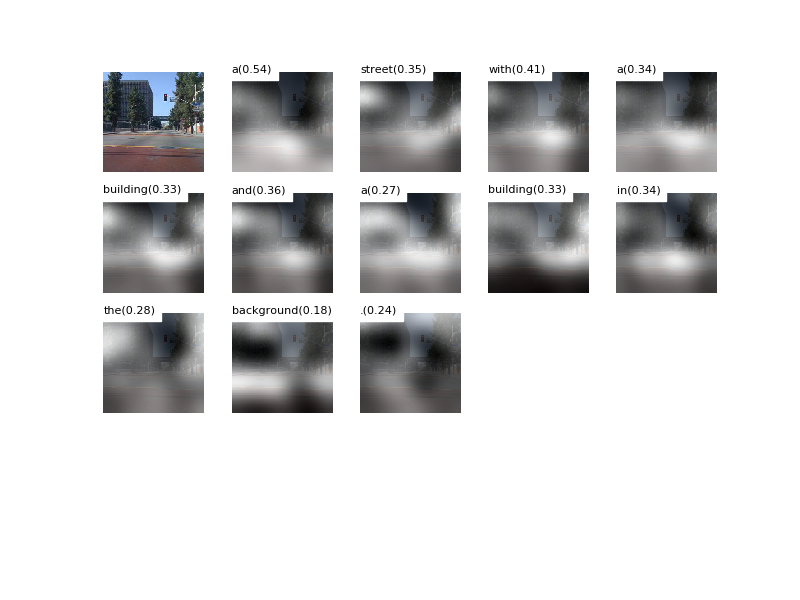 a(0.54) street(0.35) with(0.41) a(0.34)
building(0.33) and(0.36) a(0.27) building(0.33) in(0.34)
the(0.28) background(0.18) .(0.24)